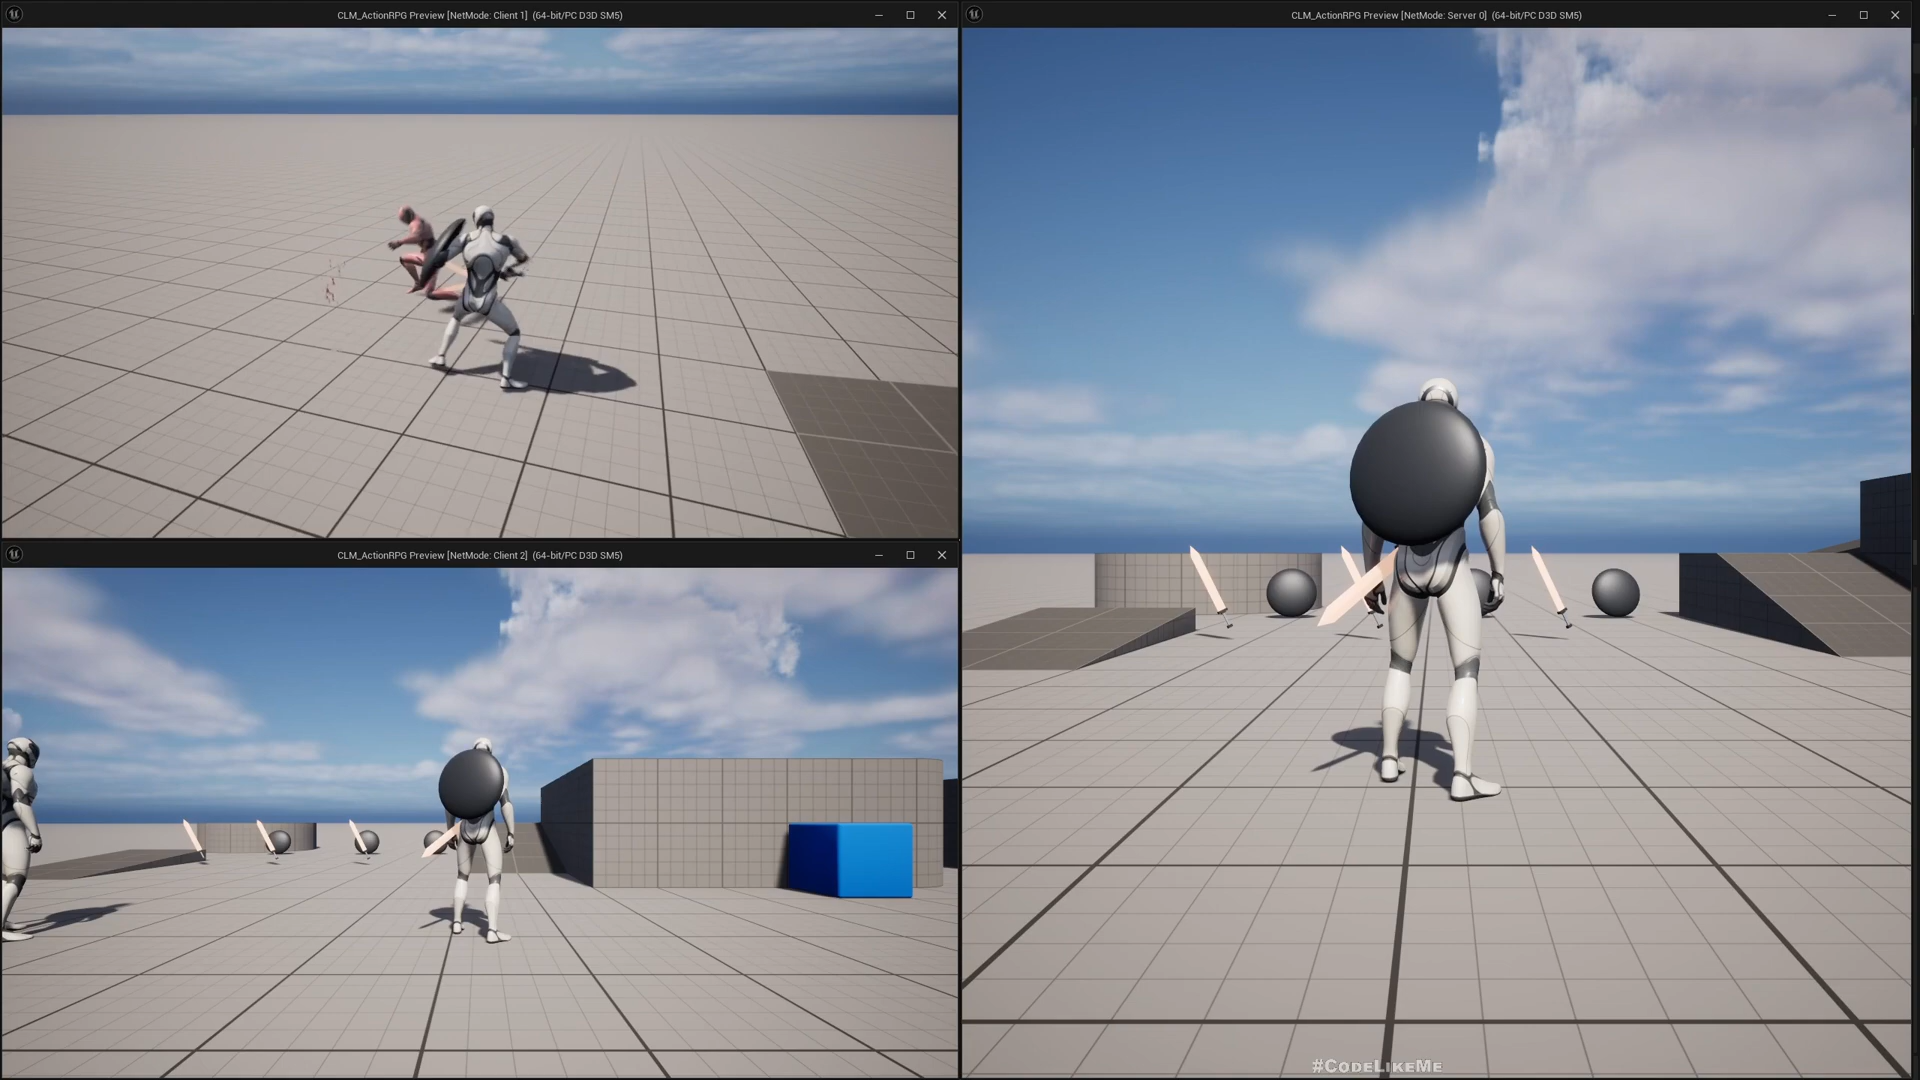 CLM_ActionRPG Preview [NetMode: Client 1] (64-bit/PC D3D SM5)
CLM_ActionRPG Preview [NetMode: Server 0] (64-bit/PC D3D SM5)
CLM_ActionRPG Preview [NetMode: Client 2] (64-bit/PC D3D SM5)
#CodeLikeMe